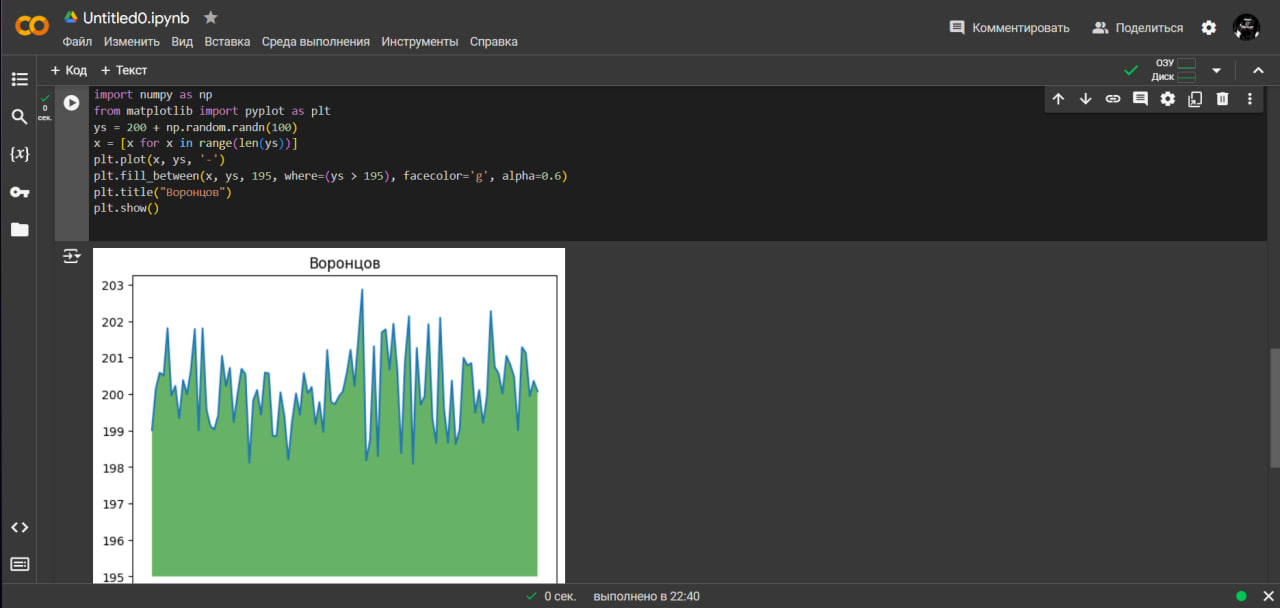 Untitled0.ipynb
Файл Изменить Вид Вставка Среда выполнения Инструменты Справка
Комментировать Поделиться
+ Код + Текст
ОЗУ
Диск
0
сек.
{x}
import numpy as np
from matplotlib import pyplot as plt
ys = 200 + np.random.randn(100)
x = [x for x in range(len(ys))]
plt.plot(x, ys, '-')
plt.fill_between(x, ys, 195, where=(ys > 195), facecolor='g', alpha=0.6)
plt.title("Воронцов")
plt.show()
Воронцов
203
202
201
200
199
198
197
196
195
0 сек. выполнено в 22:40